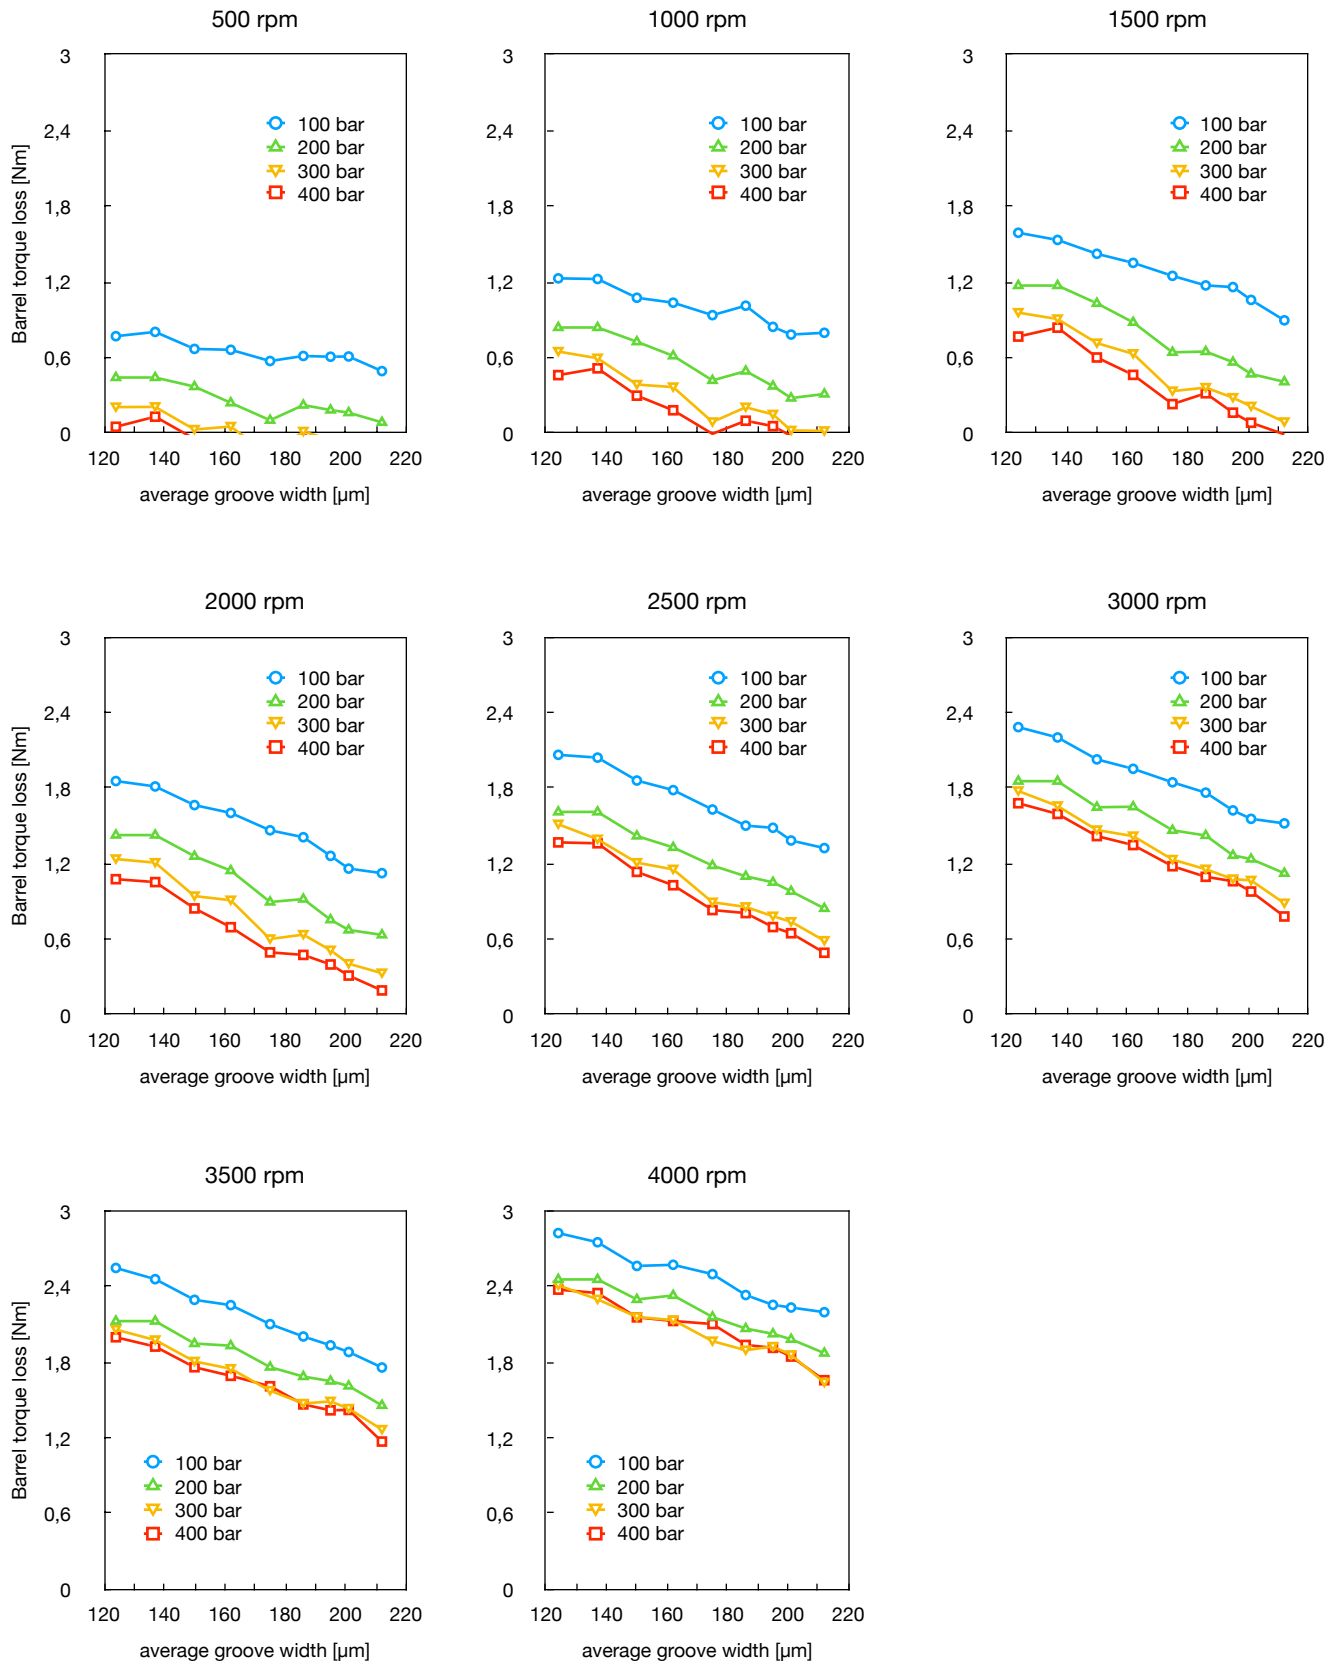 500 rpm
1000 rpm
1500 rpm
Barrel torque loss [Nm]
3
2,4
1,8
1,2
0,6
0
100 bar
200 bar
300 bar
400 bar
120 140 160 180 200 220
average groove width [µm]
3
2,4
1,8
1,2
0,6
0
100 bar
200 bar
300 bar
400 bar
120 140 160 180 200 220
average groove width [µm]
3
2,4
1,8
1,2
0,6
0
100 bar
200 bar
300 bar
400 bar
120 140 160 180 200 220
average groove width [µm]
2000 rpm
2500 rpm
3000 rpm
Barrel torque loss [Nm]
3
2,4
1,8
1,2
0,6
0
100 bar
200 bar
300 bar
400 bar
120 140 160 180 200 220
average groove width [µm]
3
2,4
1,8
1,2
0,6
0
100 bar
200 bar
300 bar
400 bar
120 140 160 180 200 220
average groove width [µm]
3
2,4
1,8
1,2
0,6
0
100 bar
200 bar
300 bar
400 bar
120 140 160 180 200 220
average groove width [µm]
3500 rpm
4000 rpm
Barrel torque loss [Nm]
3
2,4
1,8
1,2
0,6
0
100 bar
200 bar
300 bar
400 bar
120 140 160 180 200 220
average groove width [µm]
3
2,4
1,8
1,2
0,6
0
100 bar
200 bar
300 bar
400 bar
120 140 160 180 200 220
average groove width [µm]